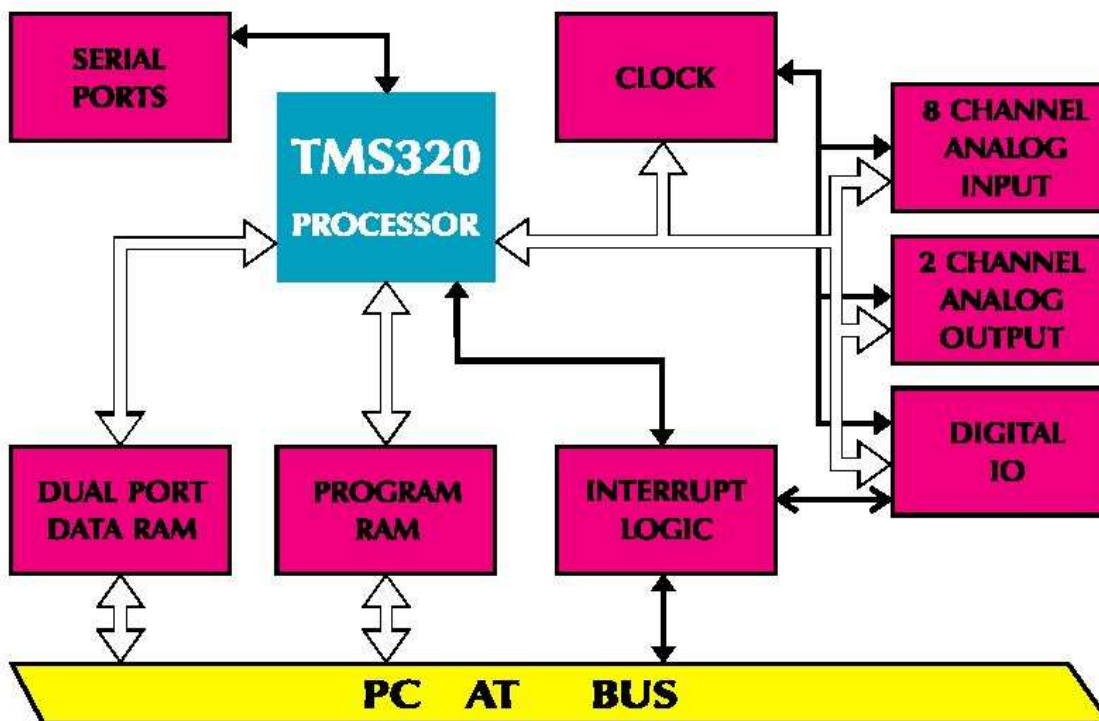 SERIAL
PORTS
TMS320
PROCESSOR
CLOCK
8 CHANNEL
ANALOG
INPUT
2 CHANNEL
ANALOG
OUTPUT
DIGITAL
IO
DUAL PORT
DATA RAM
PROGRAM
RAM
INTERRUPT
LOGIC
PC AT BUS